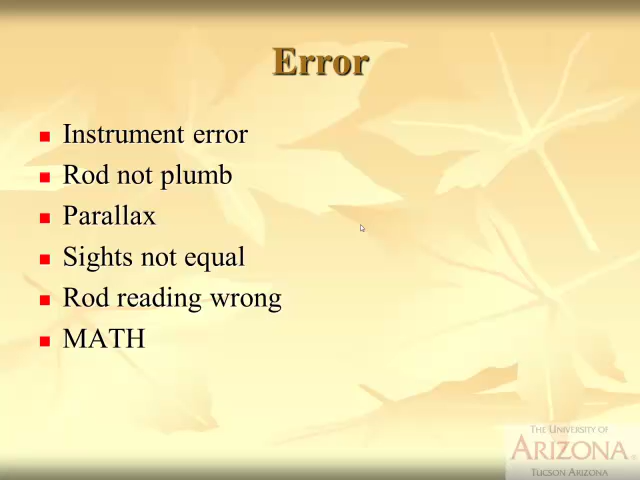 Error
Instrument error
Rod not plumb
Parallax
Sights not equal
Rod reading wrong
MATH
THE UNIVERSITY OF
ARIZONA
TUCSON ARIZONA